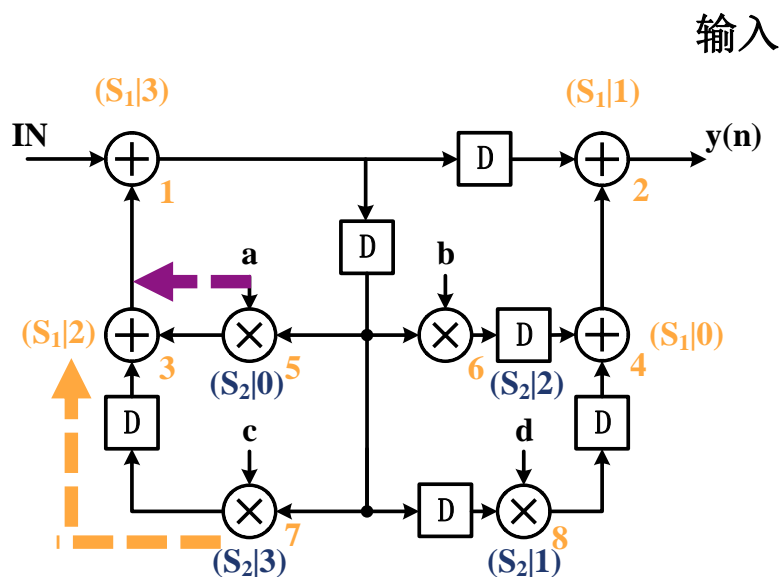 输入
(S₁|3) (S₁|1)
IN D y(n)
1 2
D
a b
(S₁|2) D (S₁|0)
3 5 6 4
(S₂|0) (S₂|2)
D D
c d
D
7 8
(S₂|3) (S₂|1)